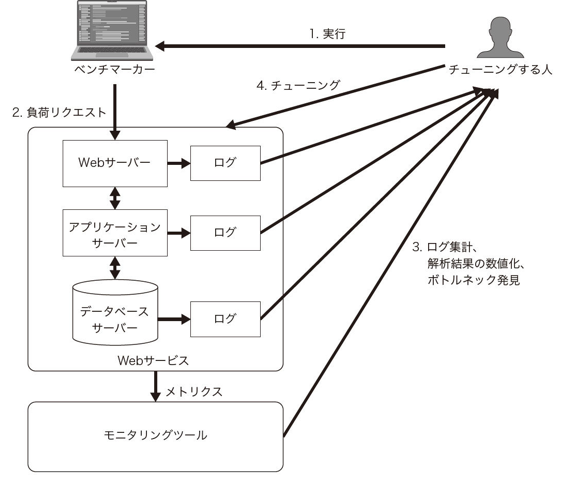 1. 実行
ベンチマーカー
チューニングする人
4. チューニング
2. 負荷リクエスト
Webサーバー
ログ
アプリケーション
サーバー
ログ
3. ログ集計、
解析結果の数値化、
ボトルネック発見
データベース
サーバー
ログ
Webサービス
メトリクス
モニタリングツール